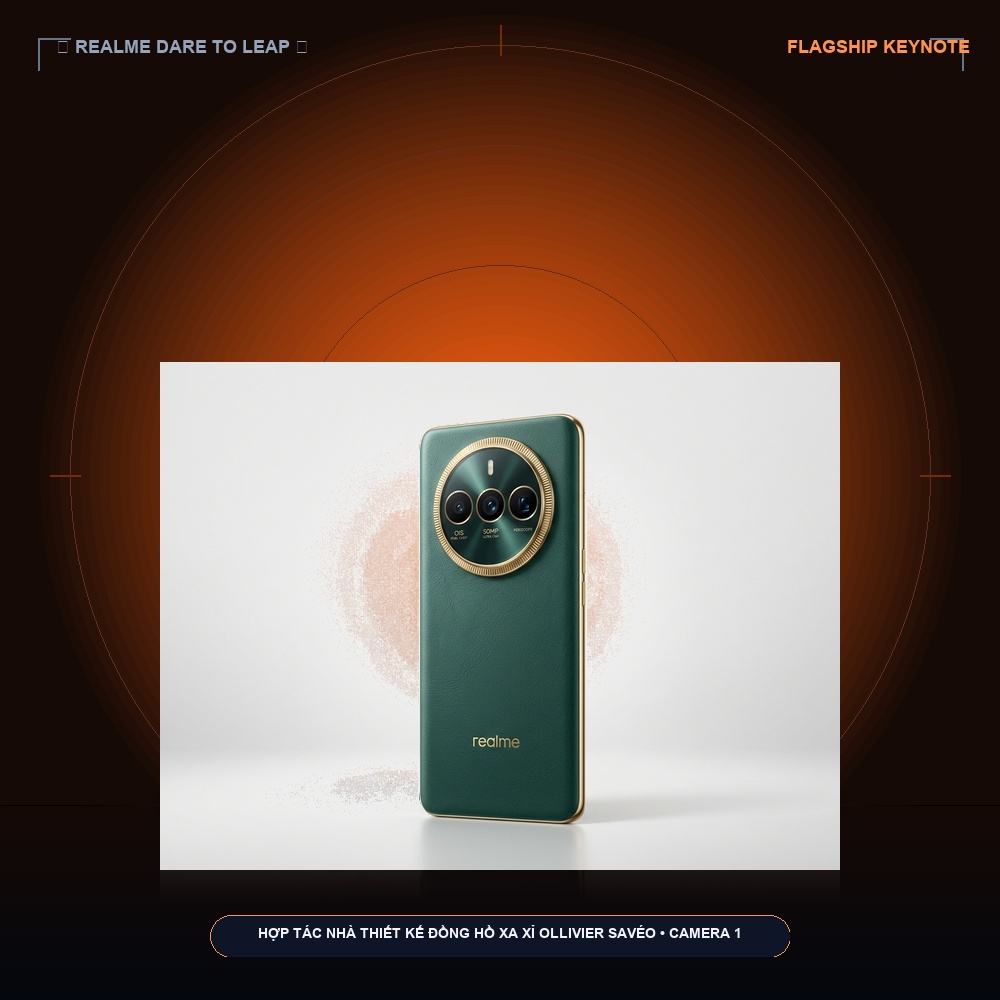 REALME DARE TO LEAP
FLAGSHIP KEYNOTE
OIS
50MP
PERISCOPE
realme
HỢP TÁC NHÀ THIẾT KẾ ĐỒNG HỒ XA XỈ OLLIVIER SAVÉO • CAMERA 1